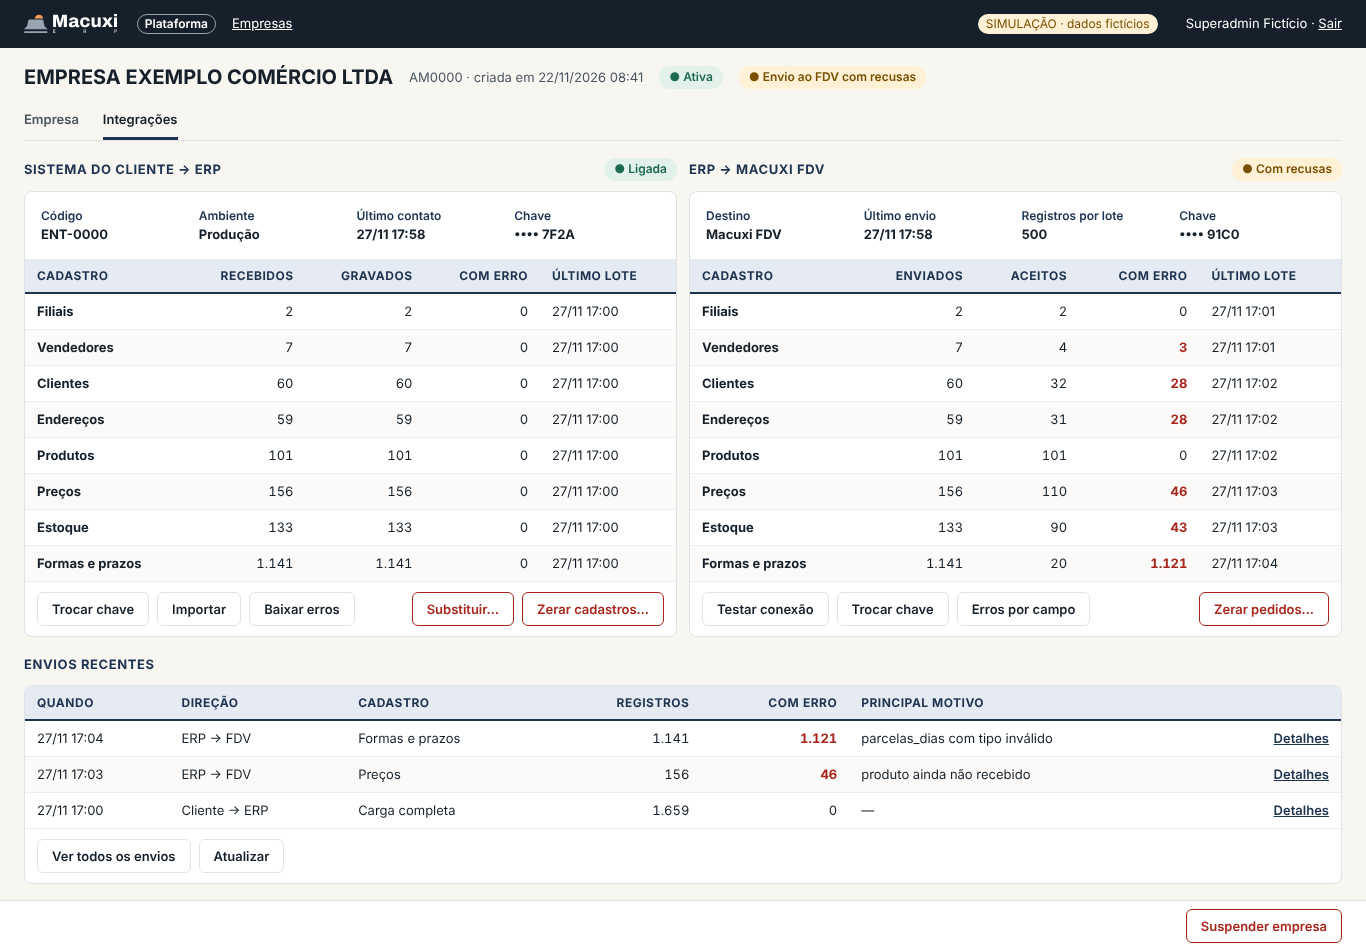 Macuxi
E R P
Plataforma
Empresas
SIMULAÇÃO · dados fictícios
Superadmin Fictício · Sair
EMPRESA EXEMPLO COMÉRCIO LTDA
AM0000 · criada em 22/11/2026 08:41
Ativa
Envio ao FDV com recusas
Empresa
Integrações
SISTEMA DO CLIENTE → ERP
Ligada
Código
Ambiente
Último contato
Chave
ENT-0000
Produção
27/11 17:58
•••• 7F2A
CADASTRO RECEBIDOS GRAVADOS COM ERRO ÚLTIMO LOTE
Filiais 2 2 0 27/11 17:00
Vendedores 7 7 0 27/11 17:00
Clientes 60 60 0 27/11 17:00
Endereços 59 59 0 27/11 17:00
Produtos 101 101 0 27/11 17:00
Preços 156 156 0 27/11 17:00
Estoque 133 133 0 27/11 17:00
Formas e prazos 1.141 1.141 0 27/11 17:00
Trocar chave
Importar
Baixar erros
Substituir...
Zerar cadastros...
ERP → MACUXI FDV
Com recusas
Destino
Último envio
Registros por lote
Chave
Macuxi FDV
27/11 17:58
500
•••• 91C0
CADASTRO ENVIADOS ACEITOS COM ERRO ÚLTIMO LOTE
Filiais 2 2 0 27/11 17:01
Vendedores 7 4 3 27/11 17:01
Clientes 60 32 28 27/11 17:02
Endereços 59 31 28 27/11 17:02
Produtos 101 101 0 27/11 17:02
Preços 156 110 46 27/11 17:03
Estoque 133 90 43 27/11 17:03
Formas e prazos 1.141 20 1.121 27/11 17:04
Testar conexão
Trocar chave
Erros por campo
Zerar pedidos...
ENVIOS RECENTES
QUANDO DIREÇÃO CADASTRO REGISTROS COM ERRO PRINCIPAL MOTIVO
27/11 17:04 ERP → FDV Formas e prazos 1.141 1.121 parcelas_dias com tipo inválido Detalhes
27/11 17:03 ERP → FDV Preços 156 46 produto ainda não recebido Detalhes
27/11 17:00 Cliente → ERP Carga completa 1.659 0 — Detalhes
Ver todos os envios
Atualizar
Suspender empresa